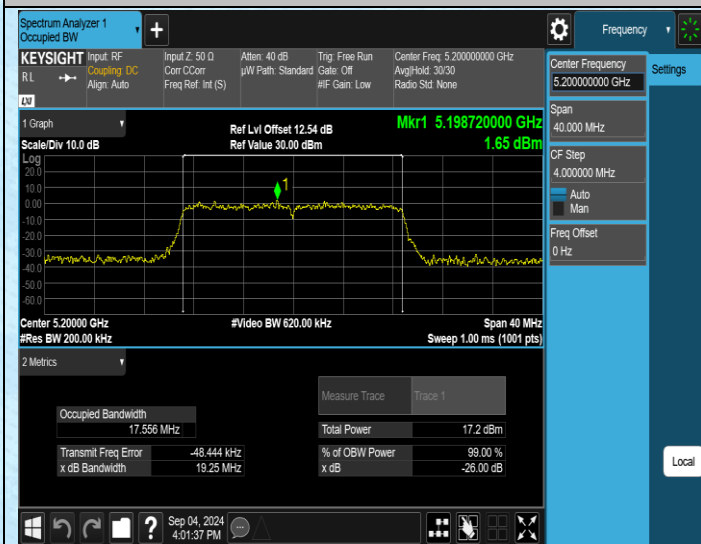 Spectrum Analyzer 1
Occupied BW
Frequency
KEYSIGHT
Input: RF
Coupling: DC
Align: Auto
Input Z: 50 Ω
Corr CCorr
Freq Ref: Int (S)
Atten: 40 dB
µW Path: Standard
Trig: Free Run
Gate: Off
#IF Gain: Low
Center Freq: 5.200000000 GHz
Avg|Hold: 30/30
Radio Std: None
RL
LXI
Center Frequency
5.200000000 GHz
Settings
Span
40.000 MHz
CF Step
4.000000 MHz
Auto
Man
Freq Offset
0 Hz
1 Graph
Scale/Div 10.0 dB
Ref Lvl Offset 12.54 dB
Ref Value 30.00 dBm
Mkr1 5.198720000 GHz
1.65 dBm
Log
20.0
10.0
0.00
-10.0
-20.0
-30.0
-40.0
-50.0
-60.0
1
Center 5.20000 GHz
#Res BW 200.00 kHz
#Video BW 620.00 kHz
Span 40 MHz
Sweep 1.00 ms (1001 pts)
2 Metrics
Measure Trace Trace 1
Occupied Bandwidth
17.556 MHz
Total Power 17.2 dBm
Transmit Freq Error -48.444 kHz
x dB Bandwidth 19.25 MHz
% of OBW Power 99.00 %
x dB -26.00 dB
Local
Sep 04, 2024
4:01:37 PM